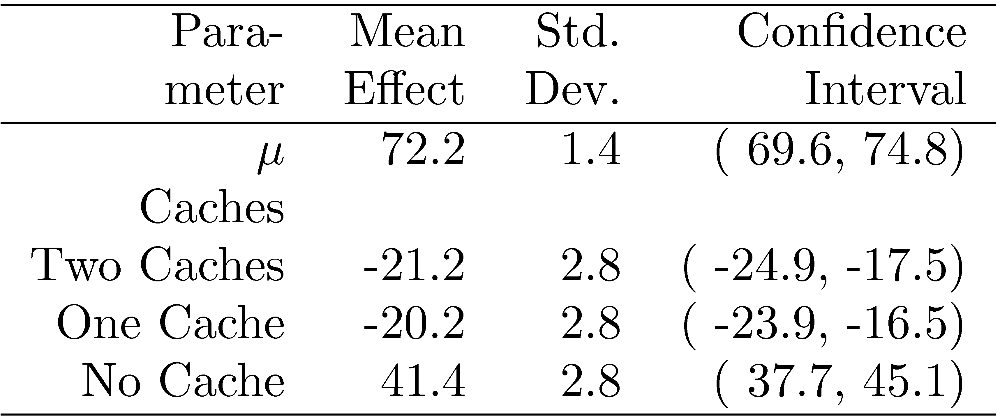 Para- Mean Std. Confidence
meter Effect Dev. Interval
μ 72.2 1.4 ( 69.6, 74.8)
Caches
Two Caches -21.2 2.8 ( -24.9, -17.5)
One Cache -20.2 2.8 ( -23.9, -16.5)
No Cache 41.4 2.8 ( 37.7, 45.1)